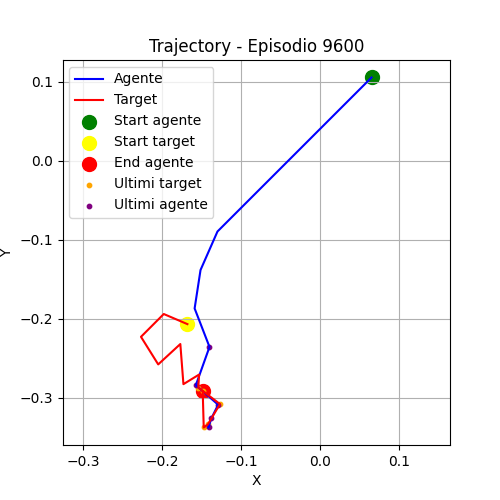 Trajectory - Episodio 9600
Agente
Target
Start agente
Start target
End agente
Ultimi target
Ultimi agente
0.1
0.0
−0.1
−0.2
−0.3
Y
−0.3
−0.2
−0.1
0.0
0.1
X